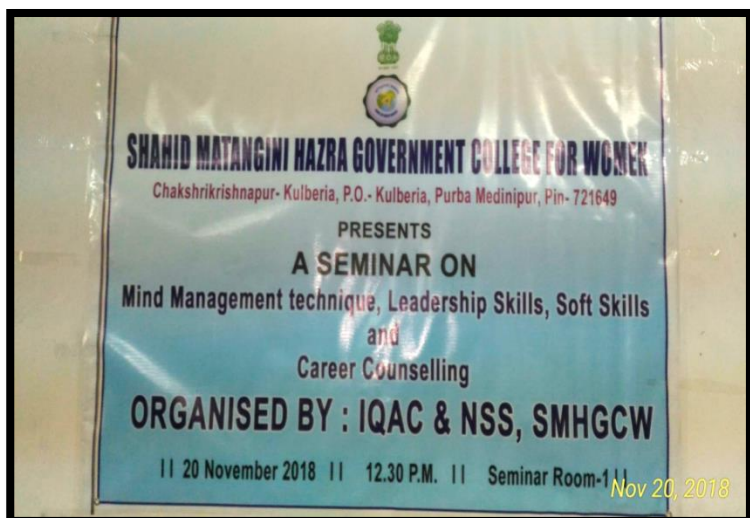 SHAHID MATANGINI HAZRA GOVERNMENT COLLEGE FOR WOMEN
Chakshrikrishnapur- Kulberia, P.O.- Kulberia, Purba Medinipur, Pin- 721649
PRESENTS
A SEMINAR ON
Mind Management technique, Leadership Skills, Soft Skills
and
Career Counselling
ORGANISED BY : IQAC & NSS, SMHGCW
II 20 November 2018 II 12.30 P.M. II Seminar Room-1 II
Nov 20, 2018